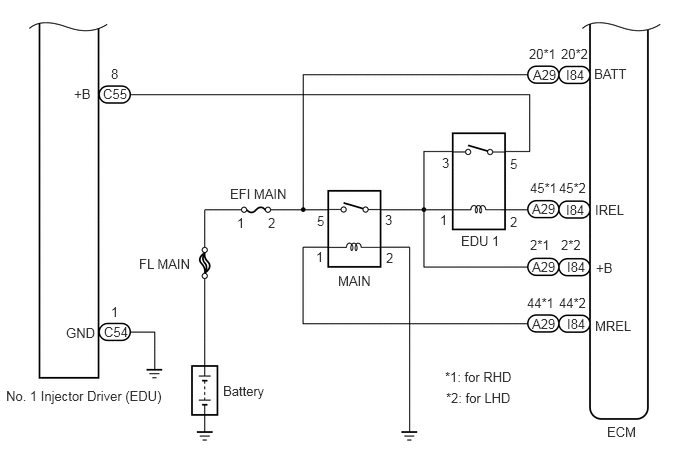 20*1 20*2
8
A29 I84 BATT
+B C55
3 5
45*1 45*2
EFI MAIN
A29 I84 IREL
1 2 5 3 1 2
EDU 1
2*1 2*2
1 2
FL MAIN
A29 I84 +B
MAIN
44*1 44*2
1
GND C54
A29 I84 MREL
*1: for RHD
Battery
No. 1 Injector Driver (EDU)
*2: for LHD
ECM